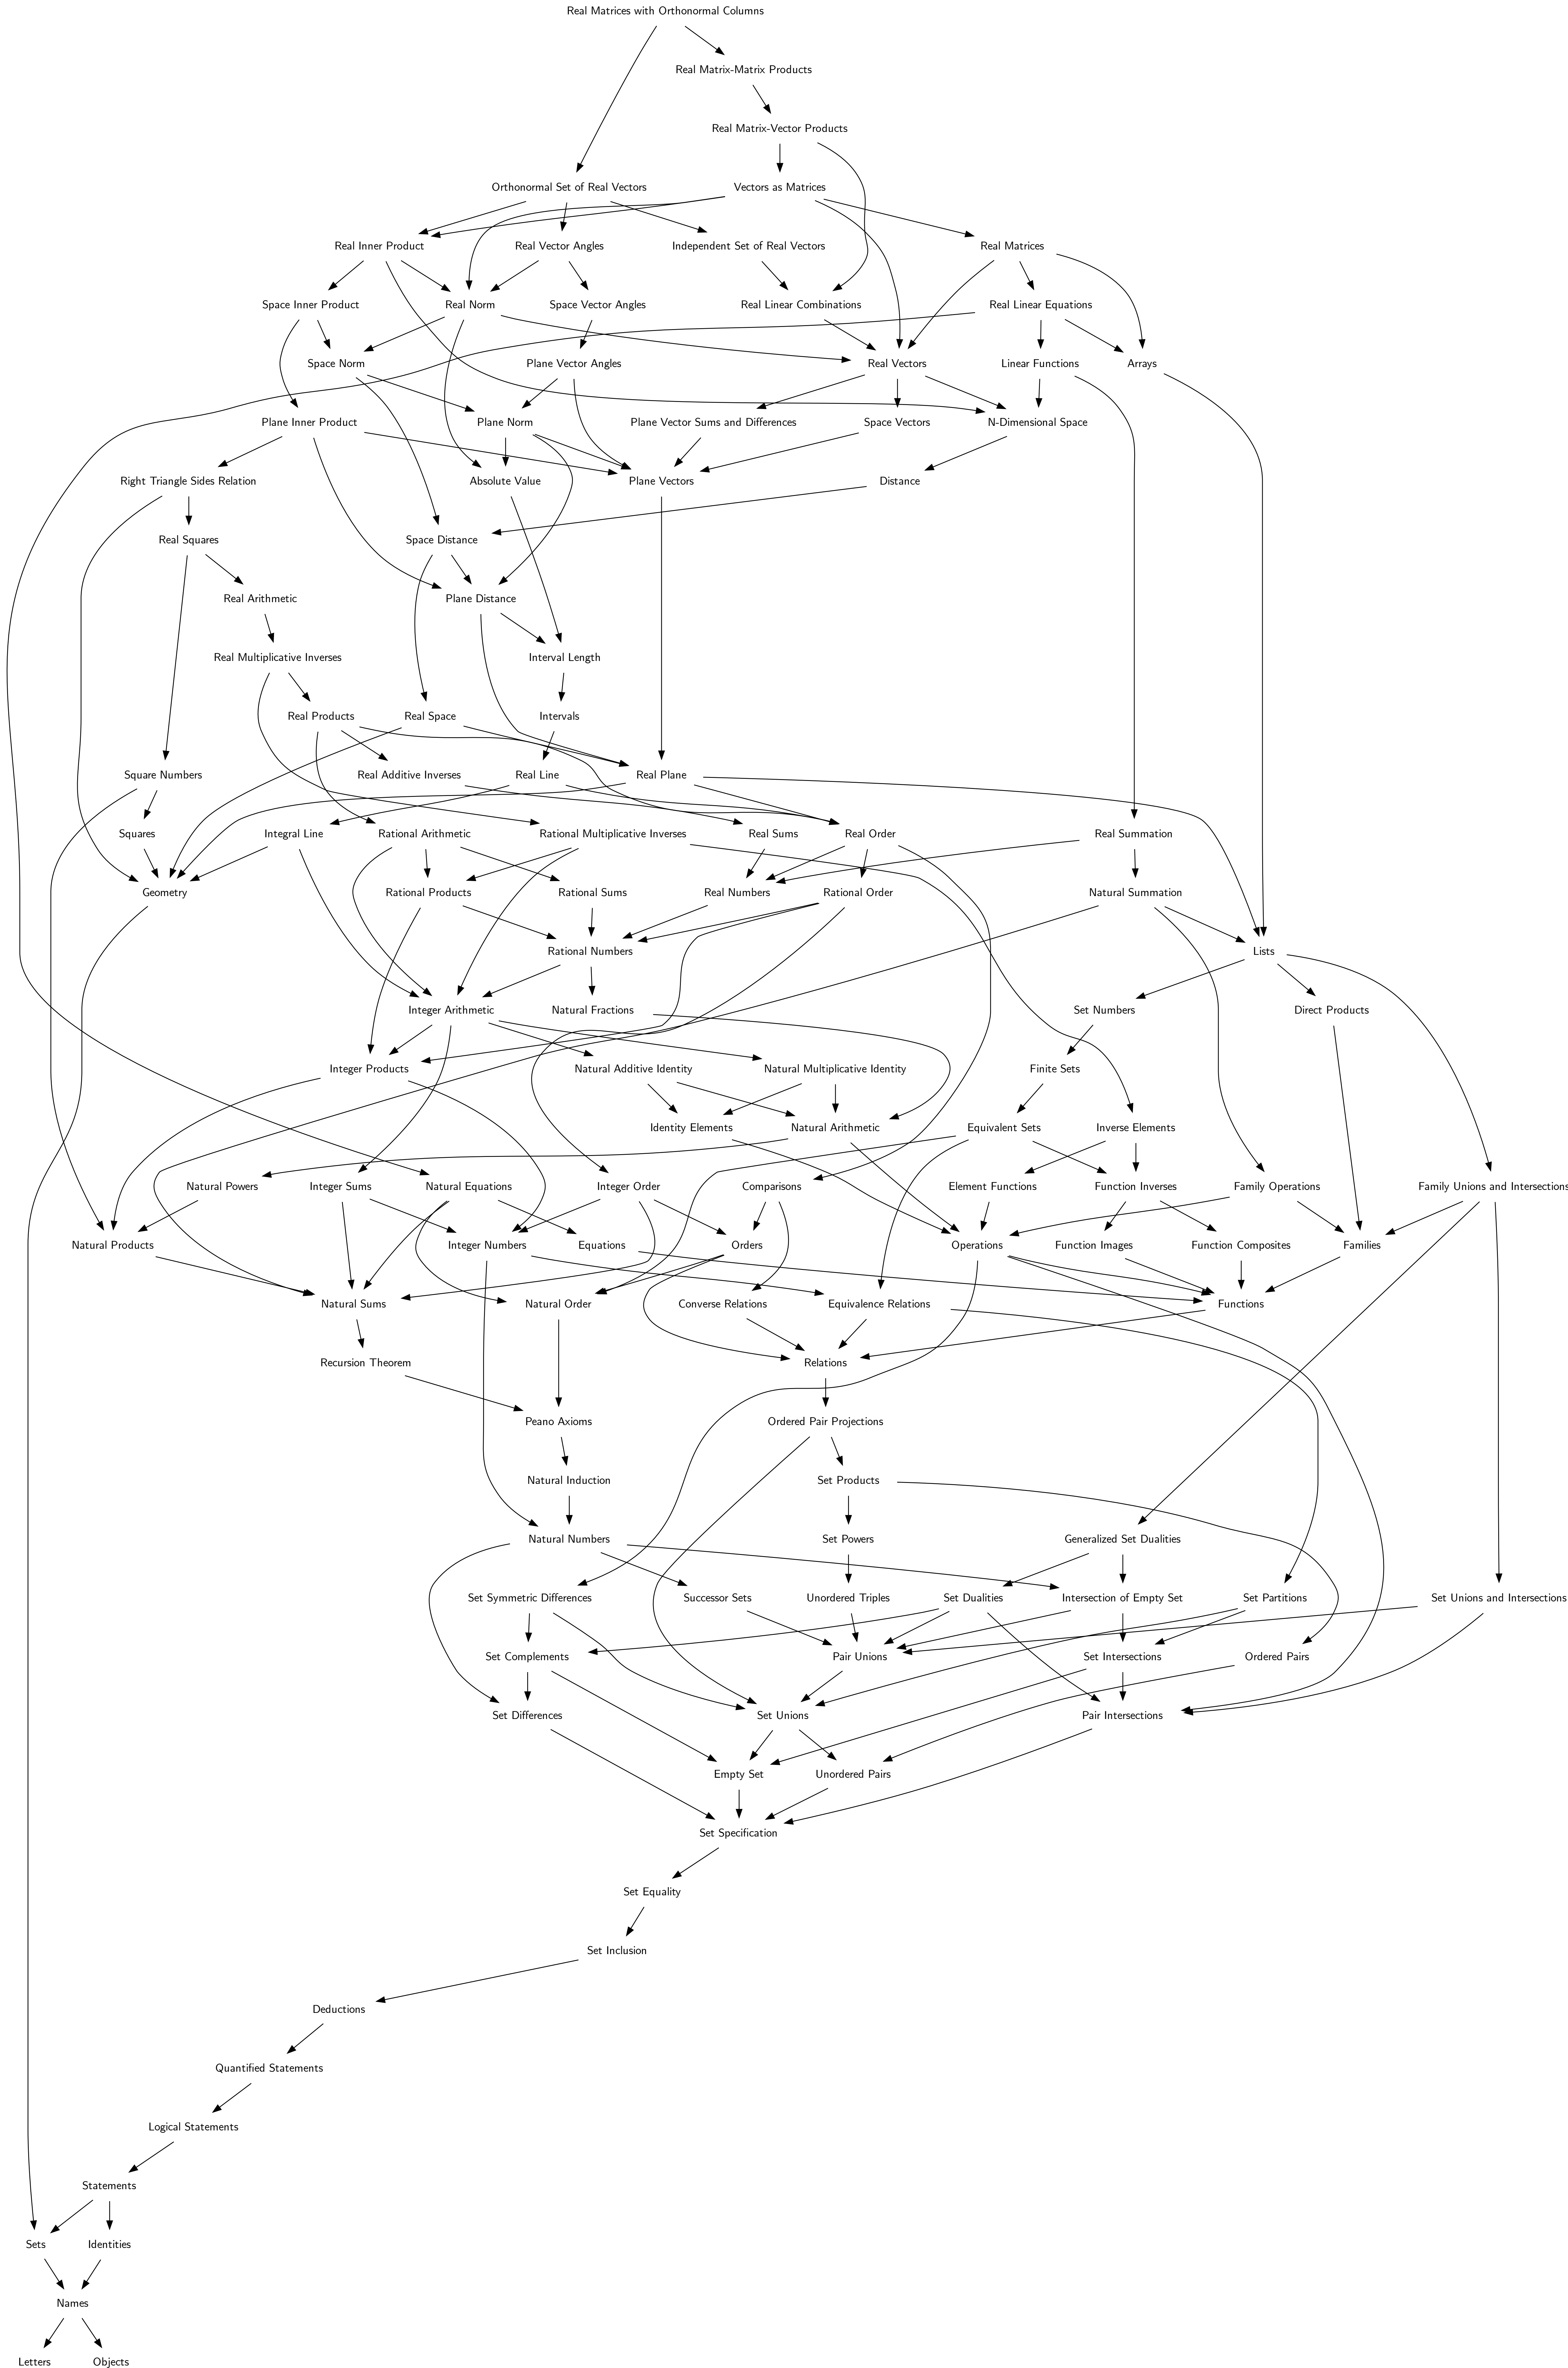 Real Matrices with Orthonormal Columns
Real Matrix-Matrix Products
Real Matrix-Vector Products
Orthonormal Set of Real Vectors
Vectors as Matrices
Real Inner Product
Real Vector Angles
Independent Set of Real Vectors
Real Matrices
Space Inner Product
Real Norm
Space Vector Angles
Real Linear Combinations
Real Linear Equations
Space Norm
Plane Vector Angles
Real Vectors
Linear Functions
Arrays
Plane Inner Product
Plane Norm
Plane Vector Sums and Differences
Space Vectors
N-Dimensional Space
Right Triangle Sides Relation
Absolute Value
Plane Vectors
Distance
Real Squares
Space Distance
Real Arithmetic
Plane Distance
Real Multiplicative Inverses
Interval Length
Real Products
Real Space
Intervals
Square Numbers
Real Additive Inverses
Real Line
Real Plane
Squares
Integral Line
Rational Arithmetic
Rational Multiplicative Inverses
Real Sums
Real Order
Real Summation
Geometry
Rational Products
Rational Sums
Real Numbers
Rational Order
Natural Summation
Rational Numbers
Lists
Integer Arithmetic
Natural Fractions
Set Numbers
Direct Products
Integer Products
Natural Additive Identity
Natural Multiplicative Identity
Finite Sets
Identity Elements
Natural Arithmetic
Equivalent Sets
Inverse Elements
Natural Powers
Integer Sums
Natural Equations
Integer Order
Comparisons
Element Functions
Function Inverses
Family Operations
Family Unions and Intersections
Natural Products
Integer Numbers
Equations
Orders
Operations
Function Images
Function Composites
Families
Natural Sums
Natural Order
Converse Relations
Equivalence Relations
Functions
Recursion Theorem
Relations
Peano Axioms
Ordered Pair Projections
Natural Induction
Set Products
Natural Numbers
Set Powers
Generalized Set Dualities
Set Symmetric Differences
Successor Sets
Unordered Triples
Set Dualities
Intersection of Empty Set
Set Partitions
Set Unions and Intersections
Set Complements
Pair Unions
Set Intersections
Ordered Pairs
Set Differences
Set Unions
Pair Intersections
Empty Set
Unordered Pairs
Set Specification
Set Equality
Set Inclusion
Deductions
Quantified Statements
Logical Statements
Statements
Sets
Identities
Names
Letters
Objects